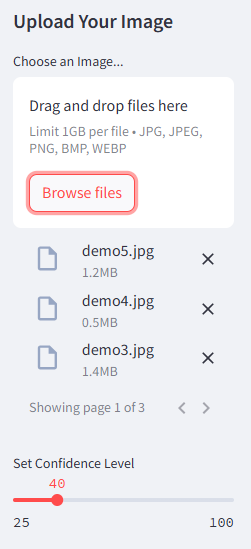 Upload Your Image
Choose an Image...
Drag and drop files here
Limit 1GB per file • JPG, JPEG,
PNG, BMP, WEBP
Browse files
demo5.jpg
1.2MB
demo4.jpg
0.5MB
demo3.jpg
1.4MB
Showing page 1 of 3
Set Confidence Level
40
25 100